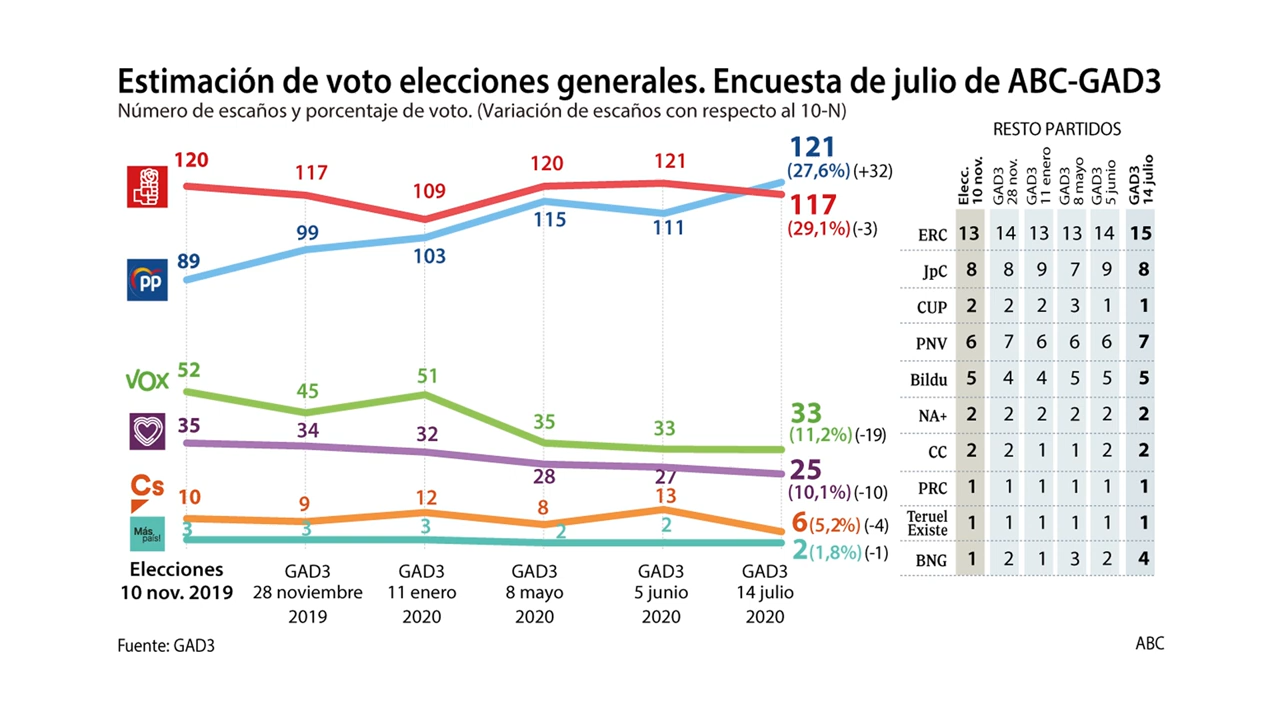 Estimación de voto elecciones generales. Encuesta de julio de ABC-GAD3
Número de escaños y porcentaje de voto. (Variación de escaños con respecto al 10-N)
120
117
109
120
121
121
(27,6%) (+32)
117
(29,1%) (-3)
PP
89
99
103
115
111
VOX
52
45
51
35
33
33
(11,2%) (-19)
35
34
32
28
27
25
(10,1%) (-10)
Cs
10
9
12
8
13
6 (5,2%) (-4)
Más
país!
3
3
3
2
2
2 (1,8%) (-1)
Elecciones
10 nov. 2019
GAD3
28 noviembre
2019
GAD3
11 enero
2020
GAD3
8 mayo
2020
GAD3
5 junio
2020
GAD3
14 julio
2020
RESTO PARTIDOS
Elecc.
10 nov.
GAD3
28 nov.
GAD3
11 enero
GAD3
8 mayo
GAD3
5 junio
GAD3
14 julio
ERC 13 14 13 13 14 15
JpC 8 8 9 7 9 8
CUP 2 2 2 3 1 1
PNV 6 7 6 6 6 7
Bildu 5 4 4 5 5 5
NA+ 2 2 2 2 2 2
CC 2 2 1 1 2 2
PRC 1 1 1 1 1 1
Teruel
Existe 1 1 1 1 1 1
BNG 1 2 1 3 2 4
Fuente: GAD3
ABC